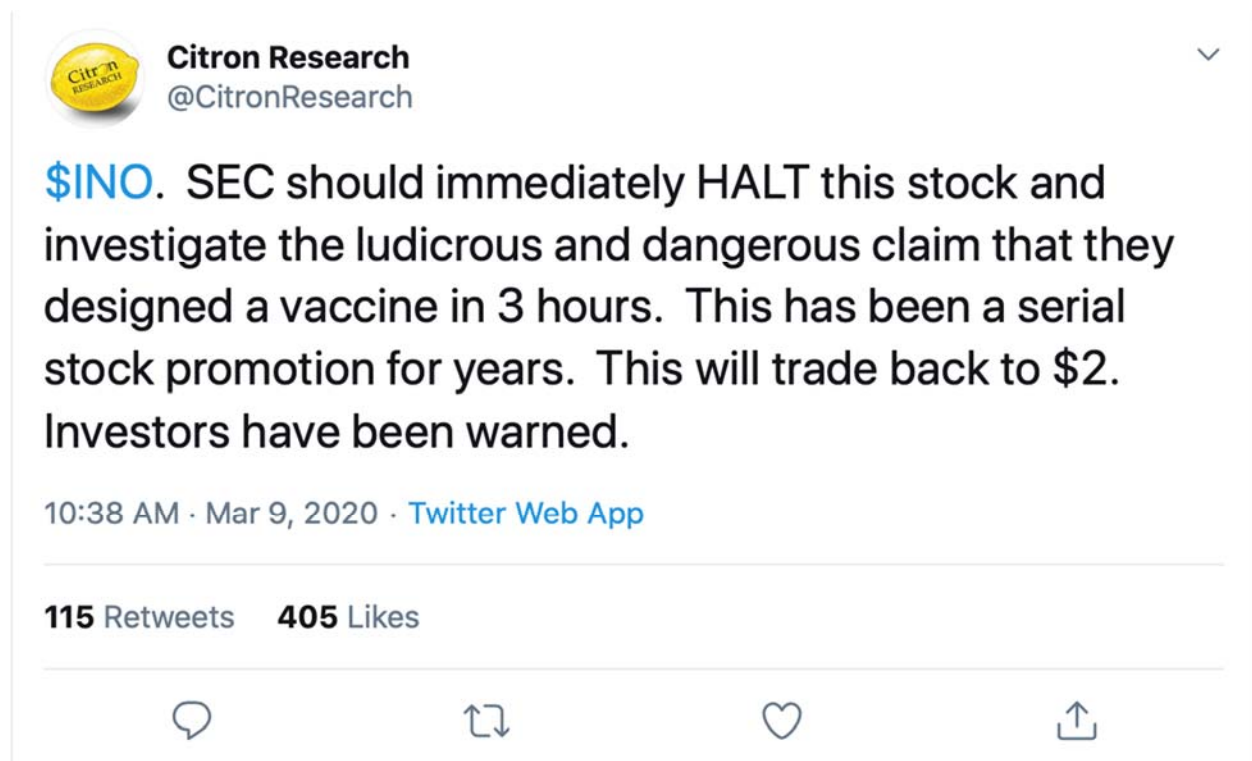 Citron
RESEARCH
Citron Research
@CitronResearch
$INO.  SEC should immediately HALT this stock and
investigate the ludicrous and dangerous claim that they
designed a vaccine in 3 hours.  This has been a serial
stock promotion for years.  This will trade back to $2.
Investors have been warned.
10:38 AM · Mar 9, 2020 · Twitter Web App
115 Retweets 405 Likes